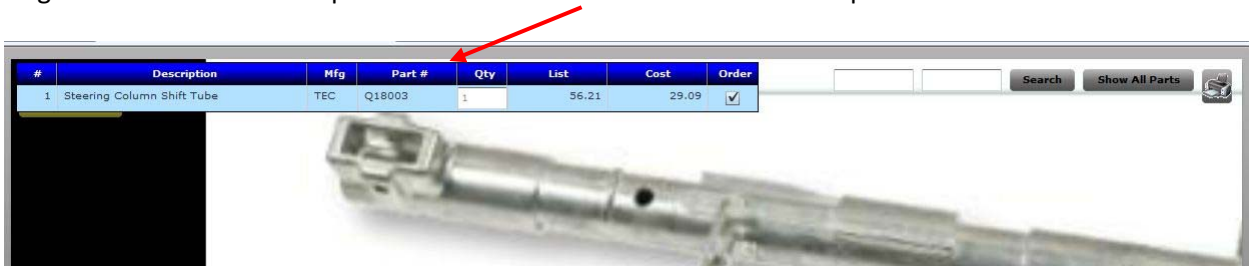 # Description Mfg Part # Qty List Cost Order
1 Steering Column Shift Tube TEC Q18003 1 56.21 29.09
Search Show All Parts